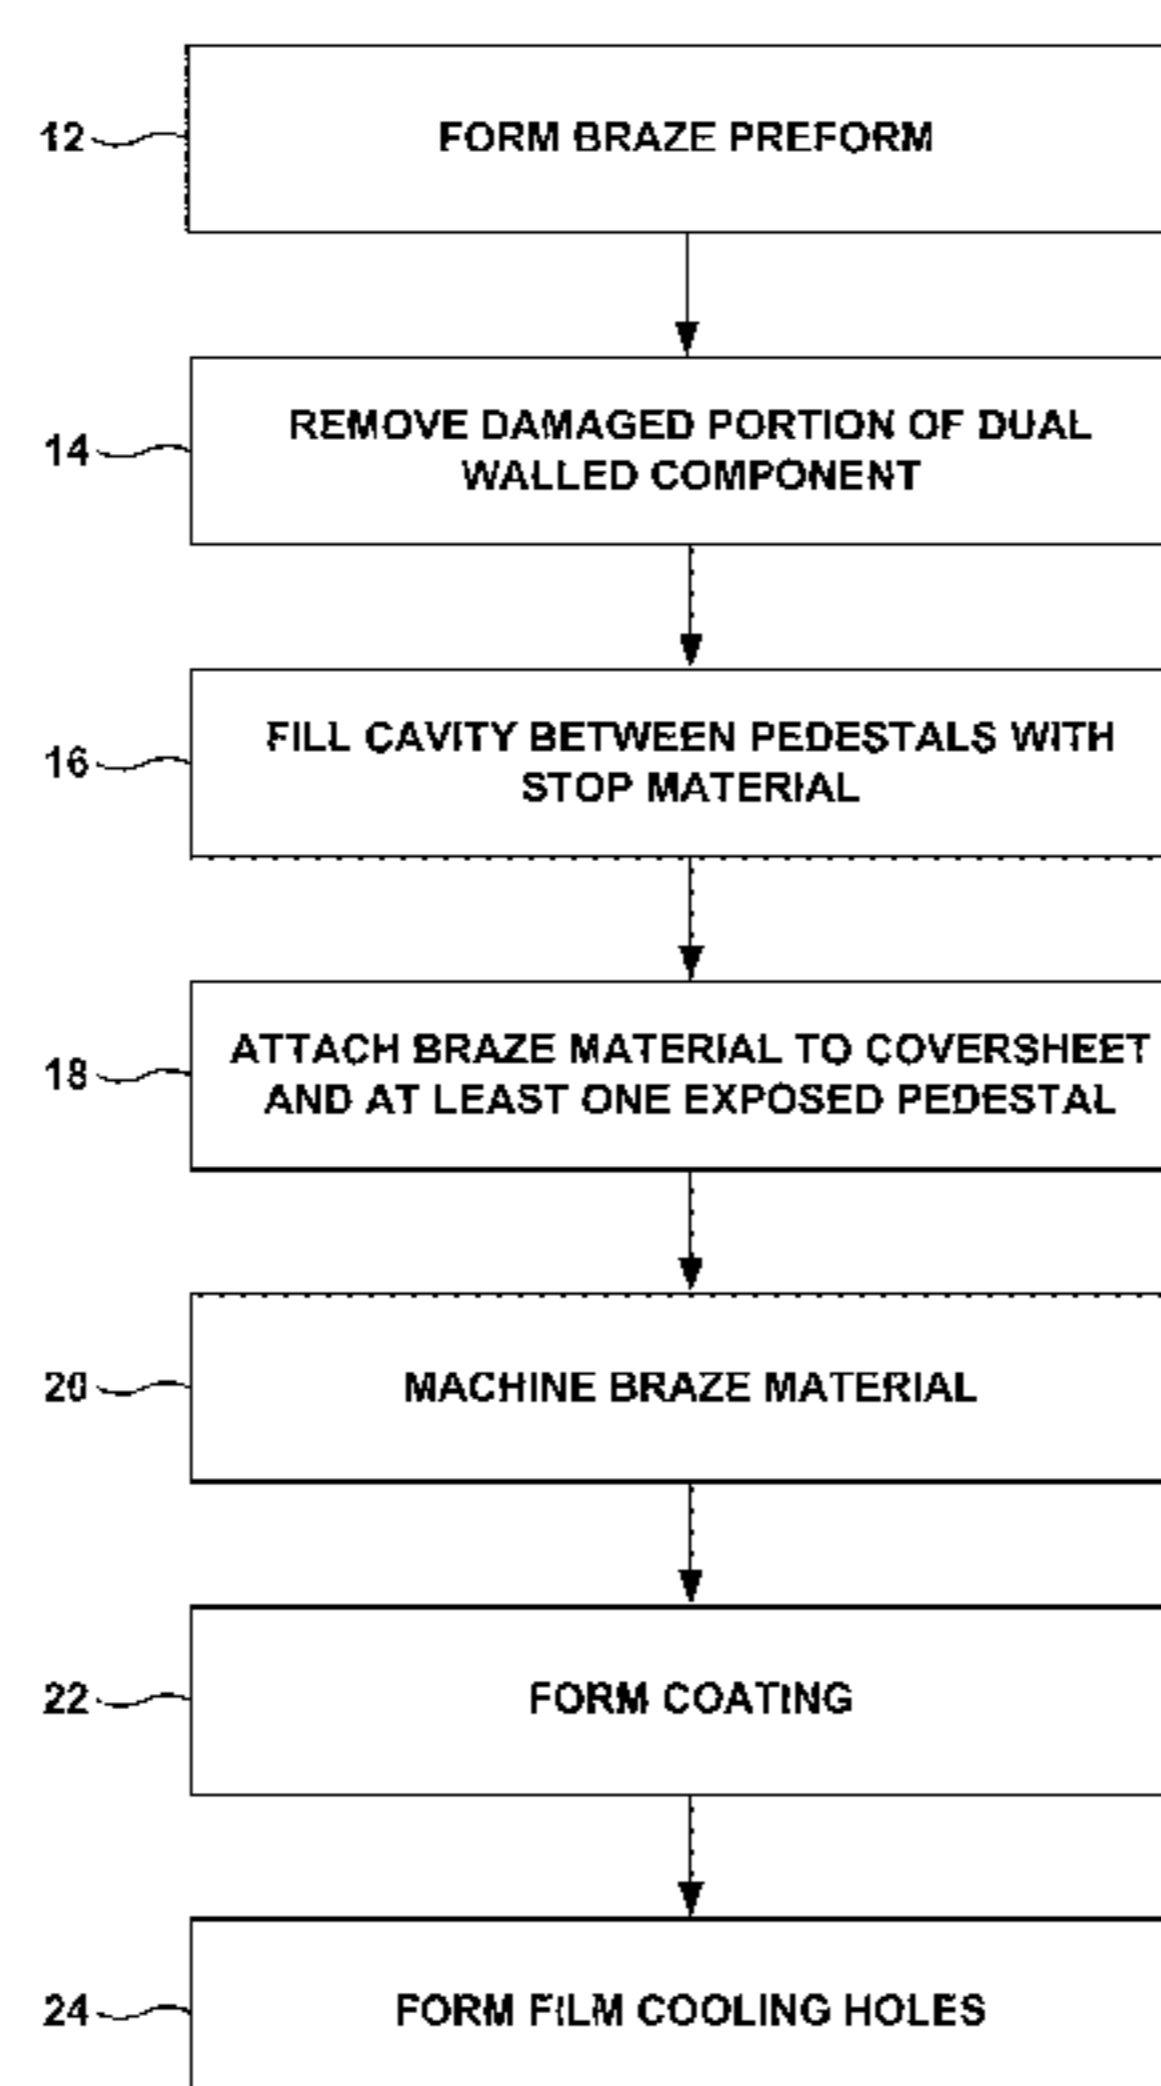 12
FORM BRAZE PREFORM
14
REMOVE DAMAGED PORTION OF DUAL
WALLED COMPONENT
16
FILL CAVITY BETWEEN PEDESTALS WITH
STOP MATERIAL
18
ATTACH BRAZE MATERIAL TO COVERSHEET
AND AT LEAST ONE EXPOSED PEDESTAL
20
MACHINE BRAZE MATERIAL
22
FORM COATING
24
FORM FILM COOLING HOLES